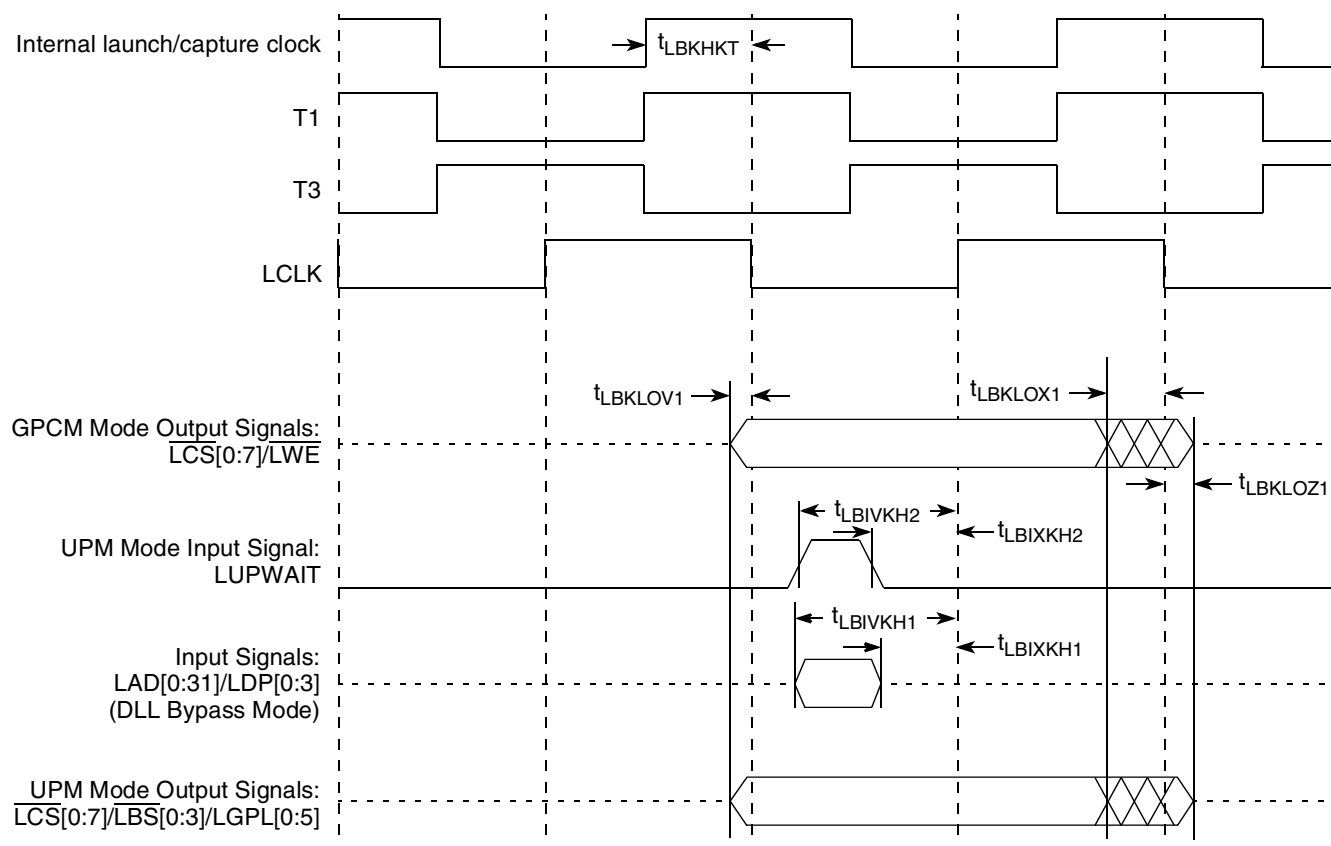 Internal launch/capture clock
tLBKHKT
T1
T3
LCLK
tLBKLOV1
tLBKLOX1
GPCM Mode Output Signals:
LCS[0:7]/LWE
tLBKLOZ1
tLBIVKH2
tLBIXKH2
UPM Mode Input Signal:
LUPWAIT
tLBIVKH1
tLBIXKH1
Input Signals:
LAD[0:31]/LDP[0:3]
(DLL Bypass Mode)
UPM Mode Output Signals:
LCS[0:7]/LBS[0:3]/LGPL[0:5]